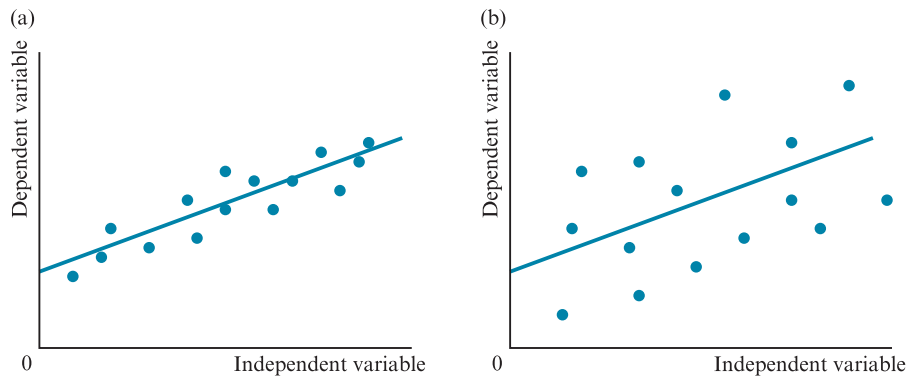 (a)
Dependent variable
0
Independent variable
(b)
Dependent variable
0
Independent variable